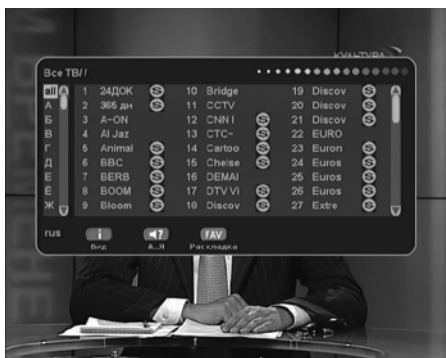 КУЛЬТУРА
Все ТВ//
all 1 24ДОК S 10 Bridge 19 Discov S
А 2 365 дн S 11 CCTV 20 Discov S
Б 3 A-ON S 12 CNN I S 21 Discov S
В 4 Al Jaz 13 СТС- S 22 EURO
Г 5 Animal S 14 Cartoo S 23 Euron S
Д 6 BBC S 15 Che!se S 24 Euros S
Е 7 BERB S 16 DEMAI 25 Euros S
Ё 8 BOOM S 17 DTV Vi S 26 Euros S
Ж 9 Bloom S 18 Discov S 27 Extre S
rus i ? FAV
Вид А..Я Раскладка